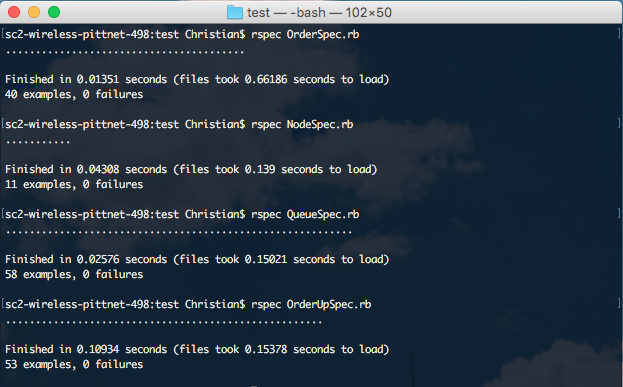 test — -bash — 102×50
[sc2-wireless-pittnet-498:test Christian$ rspec OrderSpec.rb ]
........................................
Finished in 0.01351 seconds (files took 0.66186 seconds to load)
40 examples, 0 failures
[sc2-wireless-pittnet-498:test Christian$ rspec NodeSpec.rb ]
...........
Finished in 0.04308 seconds (files took 0.139 seconds to load)
11 examples, 0 failures
[sc2-wireless-pittnet-498:test Christian$ rspec QueueSpec.rb ]
..........................................................
Finished in 0.02576 seconds (files took 0.15021 seconds to load)
58 examples, 0 failures
[sc2-wireless-pittnet-498:test Christian$ rspec OrderUpSpec.rb ]
.....................................................
Finished in 0.10934 seconds (files took 0.15378 seconds to load)
53 examples, 0 failures